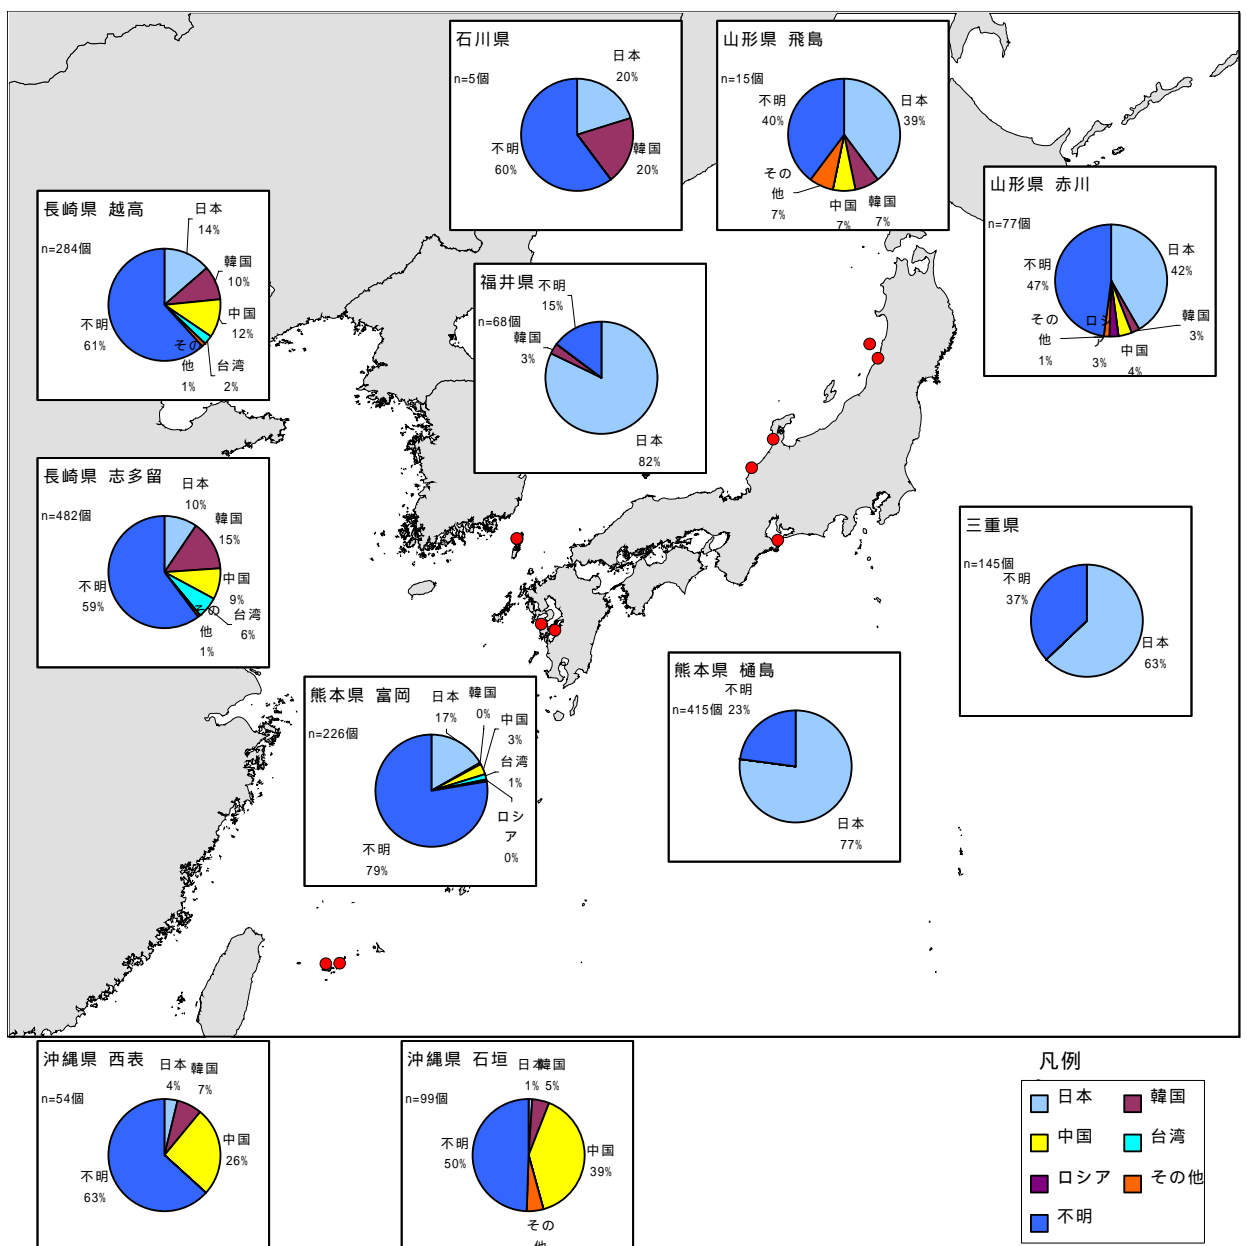 石川県
n=5個
日本
20%
韓国
20%
不明
60%
山形県 飛島
n=15個
日本
39%
韓国
7%
中国
7%
その
他
7%
不明
40%
山形県 赤川
n=77個
日本
42%
韓国
3%
中国
4%
ロシ
ア
3%
その
他
1%
不明
47%
長崎県 越高
n=284個
日本
14%
韓国
10%
中国
12%
台湾
2%
その
他
1%
不明
61%
福井県
n=68個
不明
15%
韓国
3%
日本
82%
長崎県 志多留
n=482個
日本
10%
韓国
15%
中国
9%
台湾
6%
その
他
1%
不明
59%
三重県
n=145個
不明
37%
日本
63%
熊本県 富岡
n=226個
日本
17%
韓国
0%
中国
3%
台湾
1%
ロシ
ア
0%
不明
79%
熊本県 樋島
n=415個
不明
23%
日本
77%
沖縄県 西表
n=54個
日本
4%
韓国
7%
中国
26%
不明
63%
沖縄県 石垣
n=99個
日本
1%
韓国
5%
中国
39%
その
他
不明
50%
凡例
日本
韓国
中国
台湾
ロシア
その他
不明